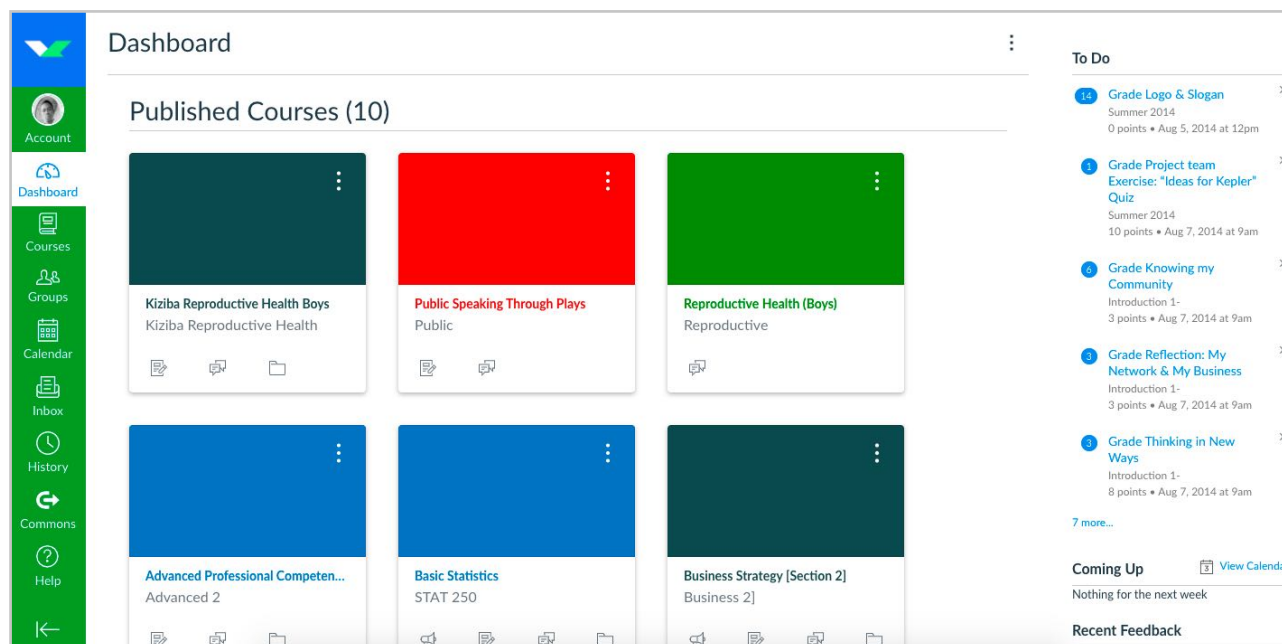 Dashboard
Published Courses (10)
Account
Dashboard
Courses
Groups
Calendar
Inbox
History
Commons
Help
Kiziba Reproductive Health Boys
Kiziba Reproductive Health
Public Speaking Through Plays
Public
Reproductive Health (Boys)
Reproductive
Advanced Professional Competen...
Advanced 2
Basic Statistics
STAT 250
Business Strategy [Section 2]
Business 2]
To Do
14 Grade Logo & Slogan
Summer 2014
0 points • Aug 5, 2014 at 12pm
1 Grade Project team
Exercise: “Ideas for Kepler”
Quiz
Summer 2014
10 points • Aug 7, 2014 at 9am
6 Grade Knowing my
Community
Introduction 1-
3 points • Aug 7, 2014 at 9am
3 Grade Reflection: My
Network & My Business
Introduction 1-
3 points • Aug 7, 2014 at 9am
3 Grade Thinking in New
Ways
Introduction 1-
8 points • Aug 7, 2014 at 9am
7 more...
Coming Up 3 View Calenda
Nothing for the next week
Recent Feedback